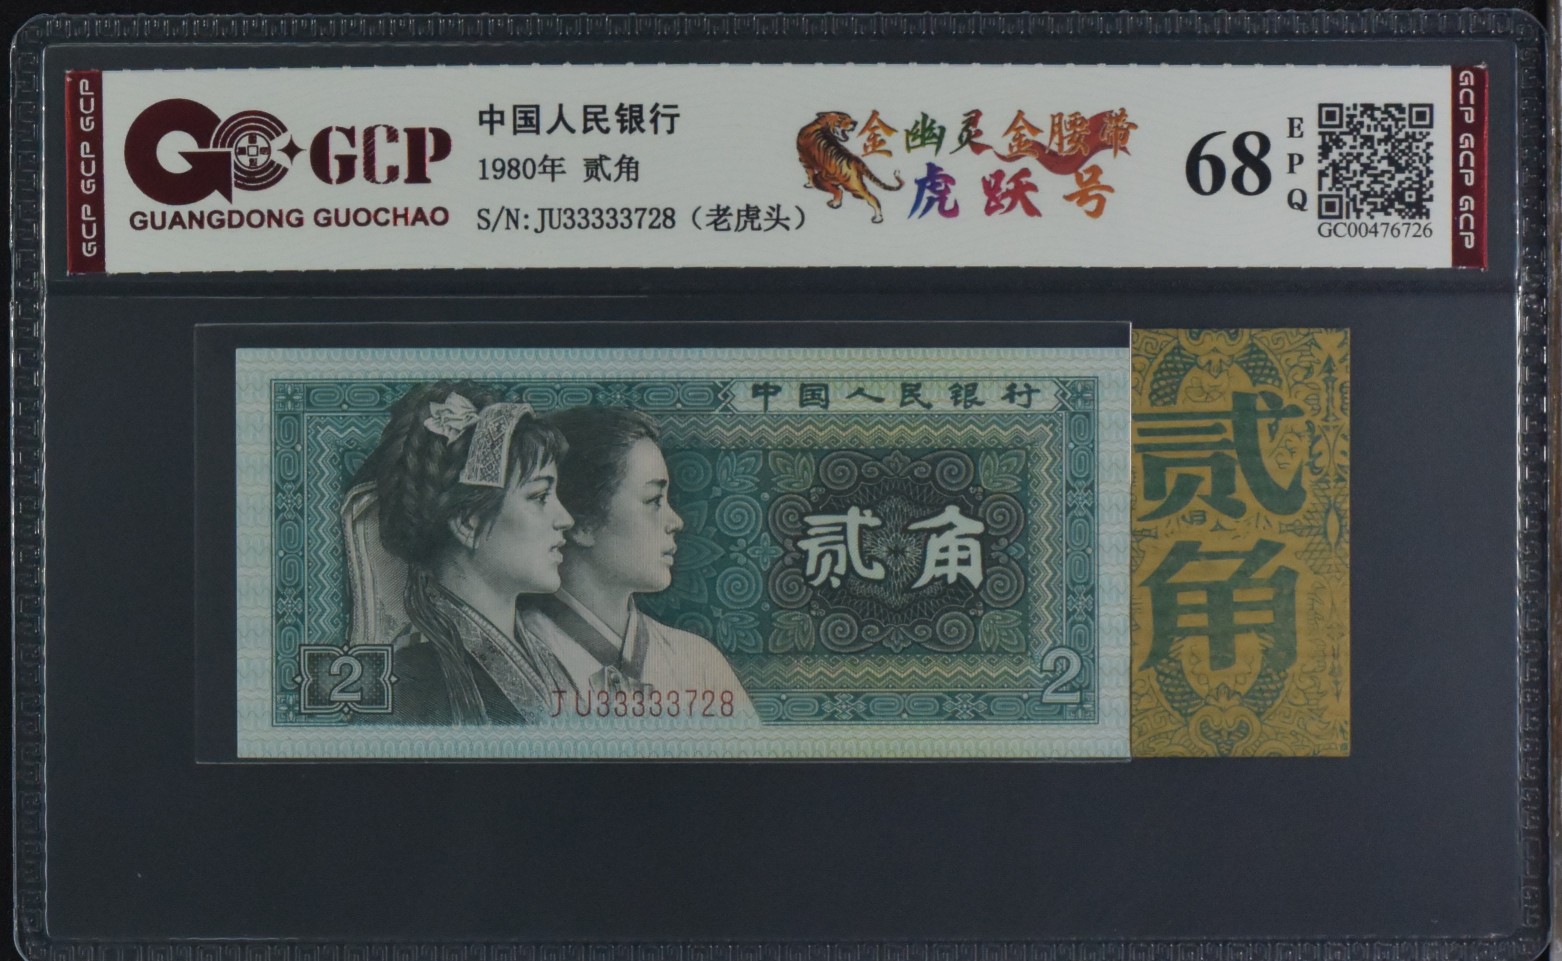 GCP GCP GCP
GCP
GUANGDONG GUOCHAO
中国人民银行
1980年 贰角
S/N:JU33333728（老虎头）
金幽灵金腰带
虎跃号
68
EPQ
GC00476726
GCP GCP GCP
中国人民银行
贰角
2
JU33333728
2
贰角